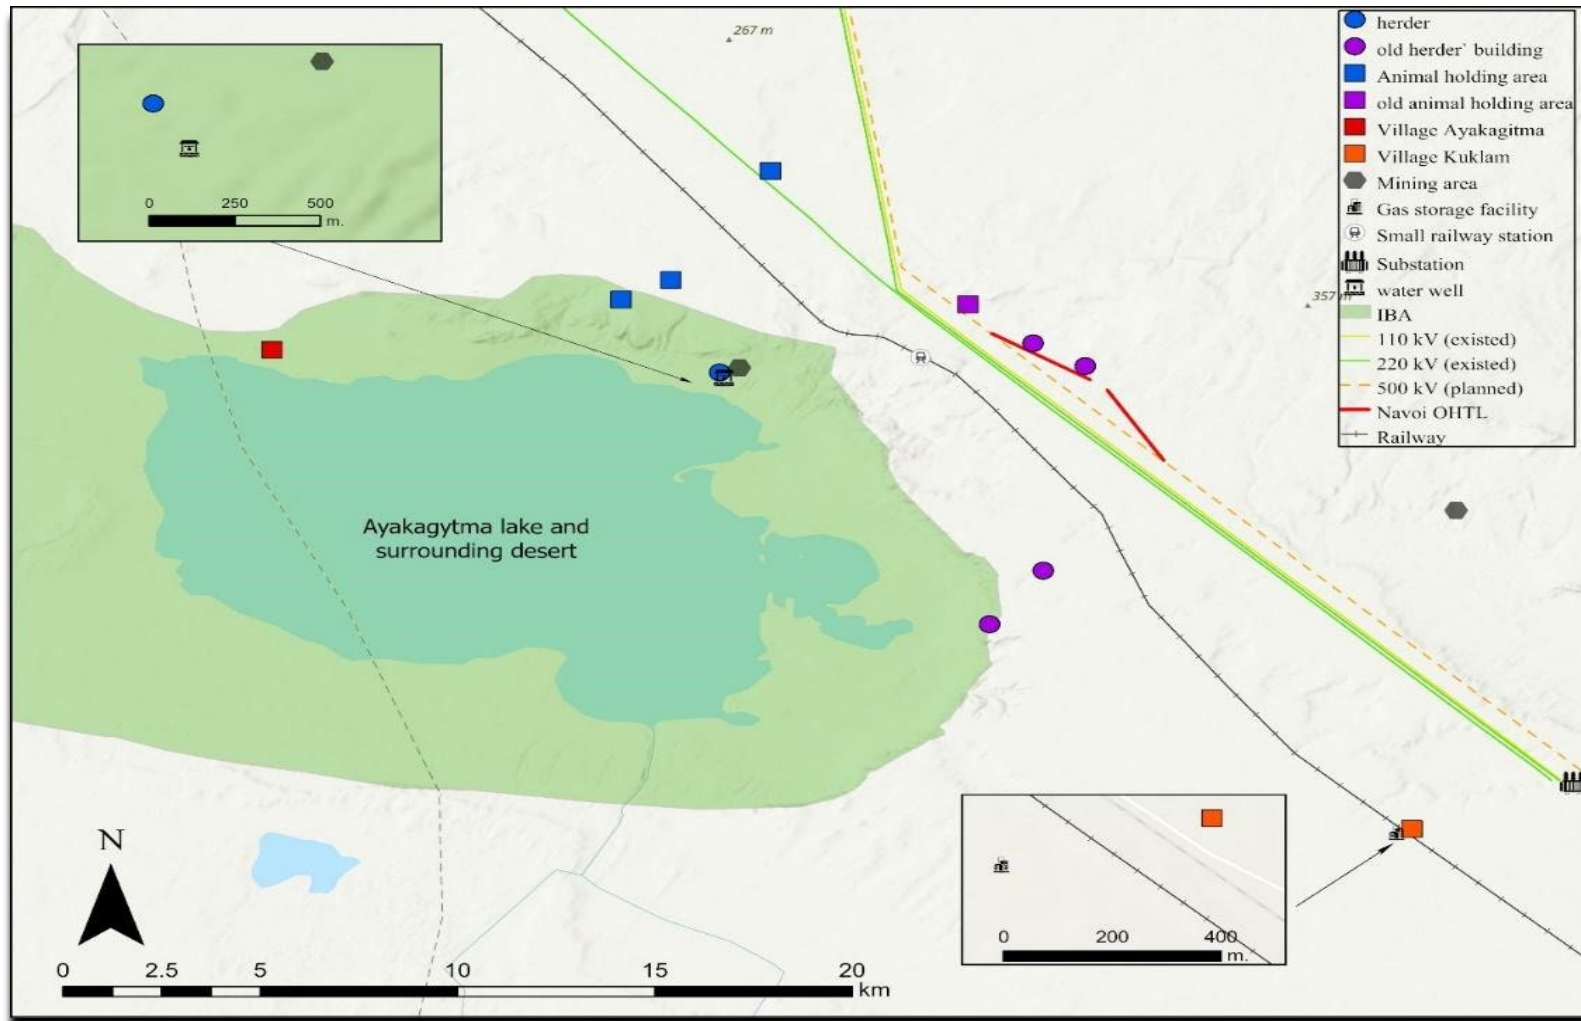 267 m
herder
old herder` building
Animal holding area
old animal holding area
Village Ayakagitma
Village Kuklam
Mining area
Gas storage facility
Small railway station
Substation
water well
IBA
110 kV (existed)
220 kV (existed)
500 kV (planned)
Navoi OHTL
Railway
0 250 500
m.
357 m
Ayakagytma lake and
surrounding desert
N
0 2.5 5 10 15 20
km
0 200 400
m.